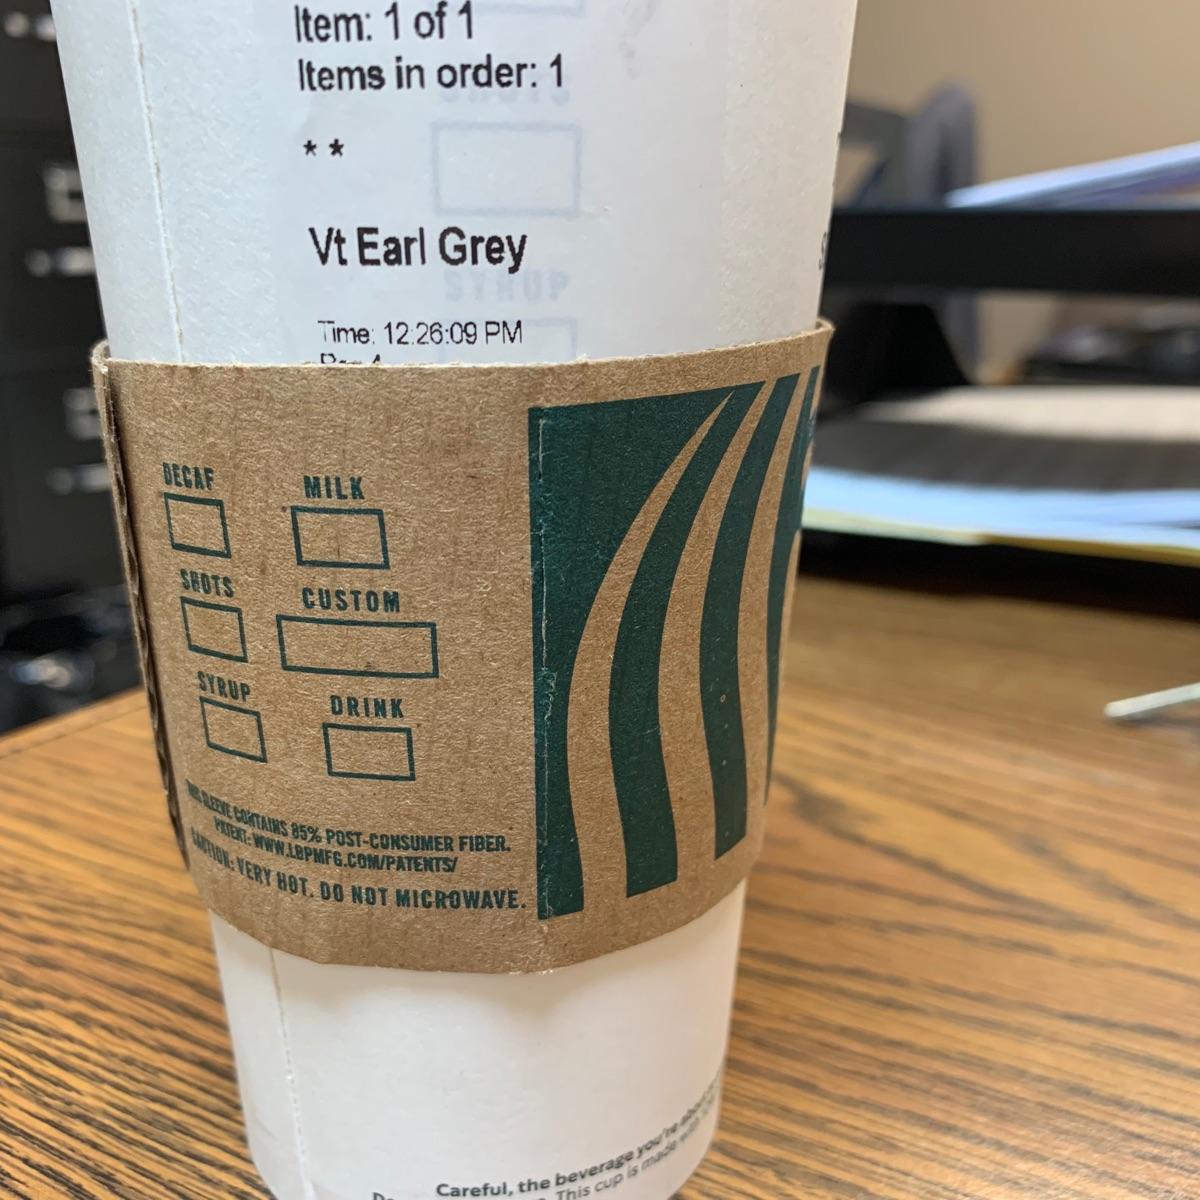 Item: 1 of 1
Items in order: 1
**
Vt Earl Grey
SYRUP
Time: 12:26:09 PM
DECAF
MILK
SHOTS
CUSTOM
SYRUP
DRINK
THIS SLEEVE CONTAINS 85% POST-CONSUMER FIBER.
PATENT: WWW.LBPMFG.COM/PATENTS/
CAUTION: VERY HOT. DO NOT MICROWAVE.
Careful, the beverage you're about
This cup is made with